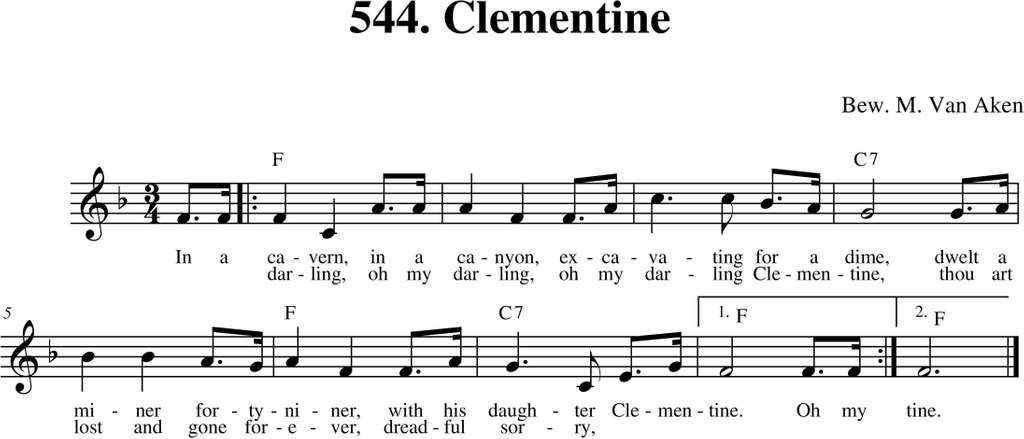 544. Clementine
Bew. M. Van Aken
F C7
3
4
In a ca - vern, in a ca - nyon, ex - ca - va - ting for a dime, dwelt a
dar - ling, oh my dar - ling, oh my dar - ling Cle - men - tine, thou art
5
F C7 1. F 2. F
mi - ner for - ty - ni - ner, with his daugh - ter Cle - men - tine. Oh my tine.
lost and gone for - e - ver, dread - ful sor - ry,